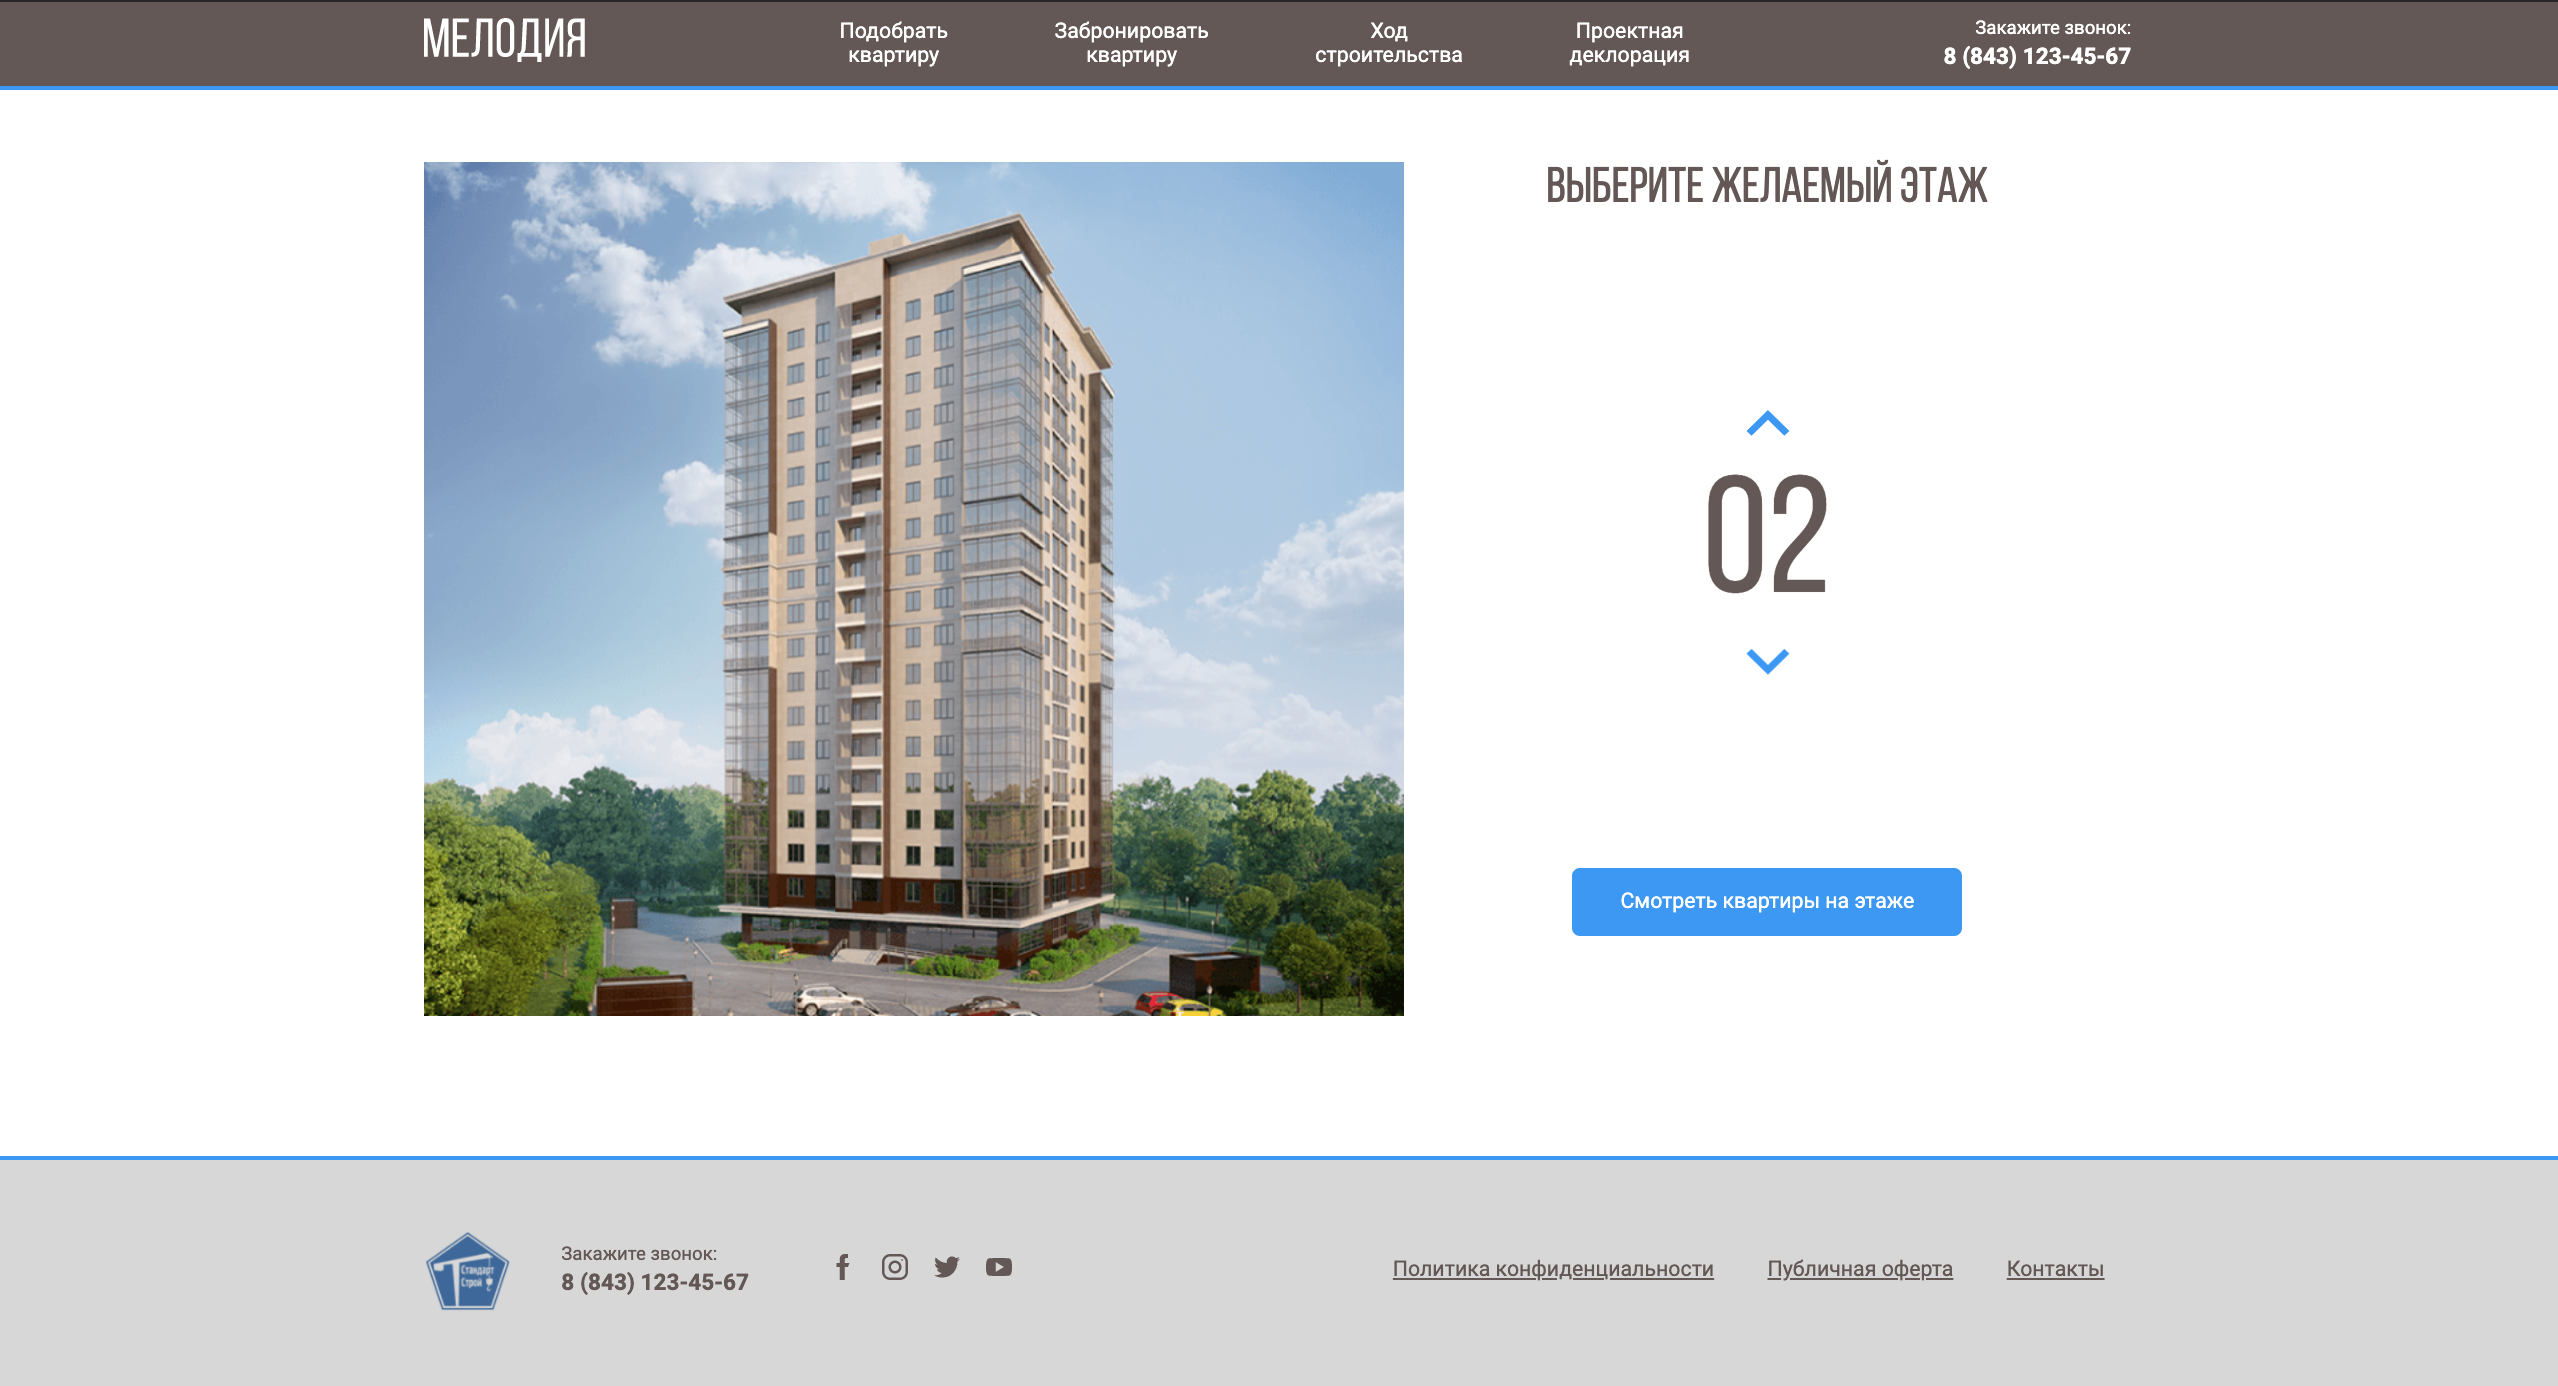 МЕЛОДИЯ
Подобрать
квартиру
Забронировать
квартиру
Ход
строительства
Проектная
деклорация
Закажите звонок:
8 (843) 123-45-67
ВЫБЕРИТЕ ЖЕЛАЕМЫЙ ЭТАЖ
02
Смотреть квартиры на этаже
Стандарт
Строй
Закажите звонок:
8 (843) 123-45-67
Политика конфиденциальности
Публичная оферта
Контакты